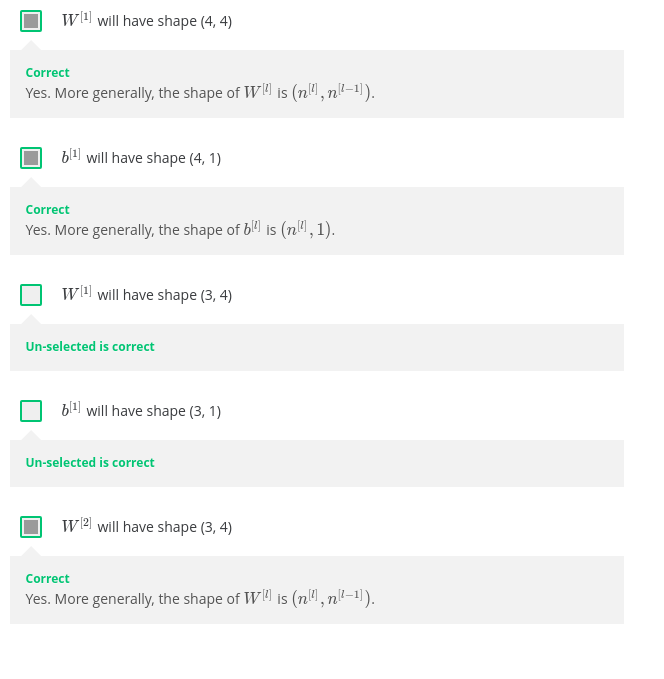 W^{[1]} will have shape (4, 4)
Correct
Yes. More generally, the shape of W^{[l]} is (n^{[l]}, n^{[l−1]}).
b^{[1]} will have shape (4, 1)
Correct
Yes. More generally, the shape of b^{[l]} is (n^{[l]}, 1).
W^{[1]} will have shape (3, 4)
Un-selected is correct
b^{[1]} will have shape (3, 1)
Un-selected is correct
W^{[2]} will have shape (3, 4)
Correct
Yes. More generally, the shape of W^{[l]} is (n^{[l]}, n^{[l−1]}).